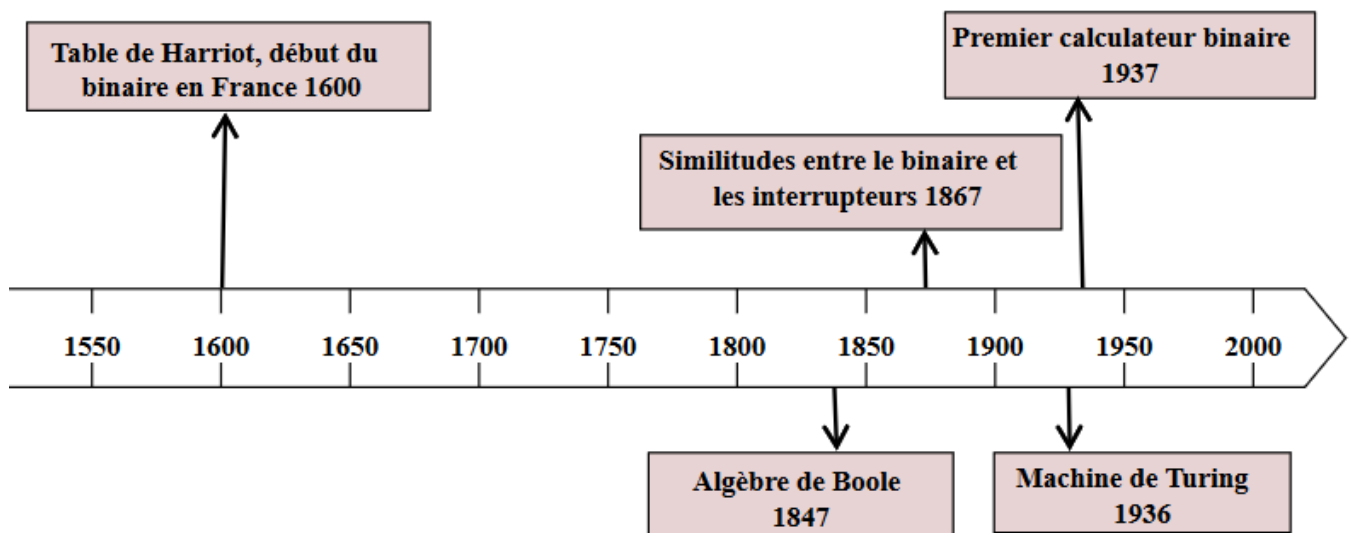 Table de Harriot, début du
binaire en France 1600
Premier calculateur binaire
1937
Similitudes entre le binaire et
les interrupteurs 1867
1550 1600 1650 1700 1750 1800 1850 1900 1950 2000
Algèbre de Boole
1847
Machine de Turing
1936